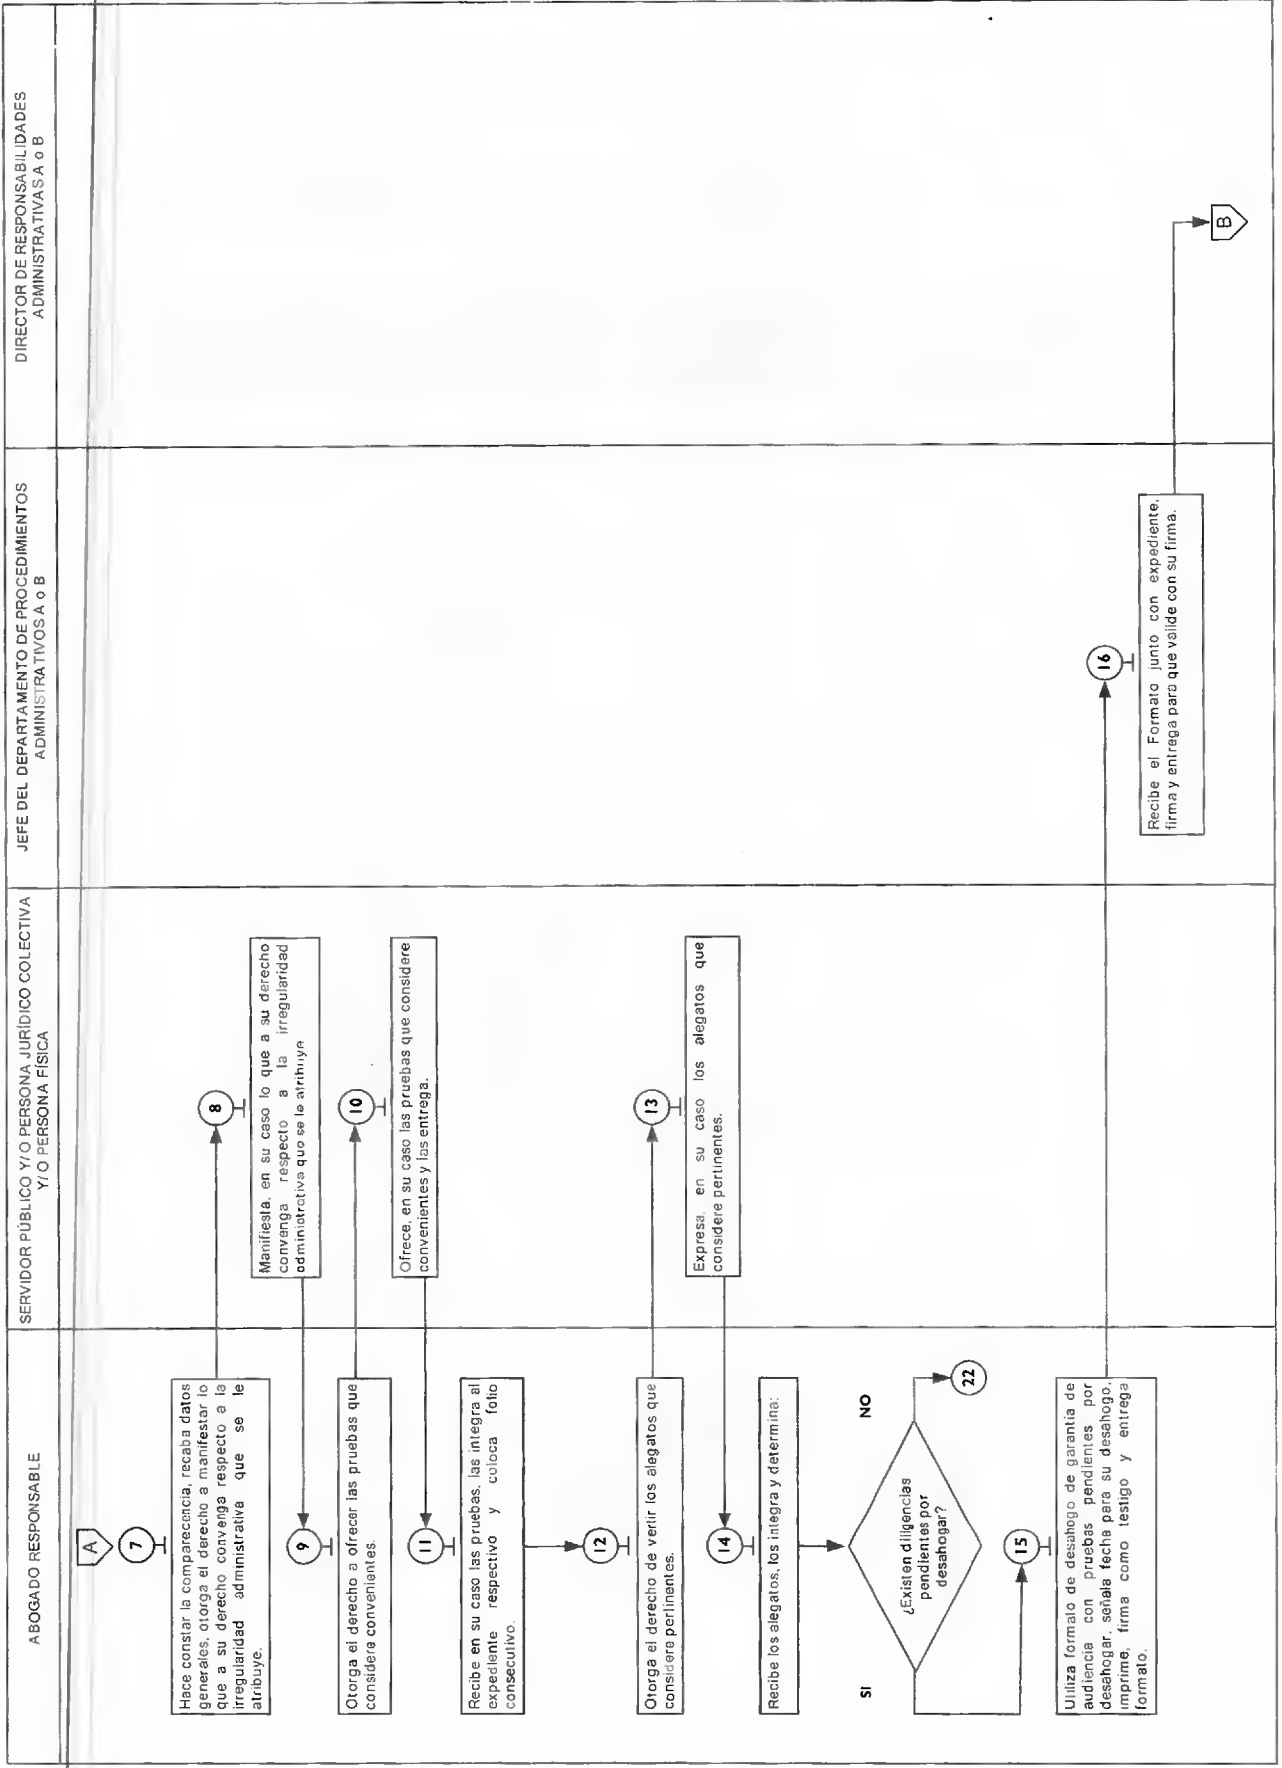 ABOGADO RESPONSABLE
SERVIDOR PÚBLICO Y/O PERSONA JURÍDICO COLECTIVA
Y/O PERSONA FÍSICA
JEFE DEL DEPARTAMENTO DE PROCEDIMIENTOS
ADMINISTRATIVOS A o B
DIRECTOR DE RESPONSABILIDADES
ADMINISTRATIVAS A o B
A
7
Hace constar la comparecencia, recaba datos
generales, otorga el derecho a manifestar lo
que a su derecho convenga respecto a la
irregularidad administrativa que se le
atribuye.
8
Manifiesta, en su caso lo que a su derecho
convenga respecto a la irregularidad
administrativa que se le atribuye
9
Otorga el derecho a ofrecer las pruebas que
considere convenientes.
10
Ofrece, en su caso las pruebas que considere
convenientes y las entrega.
11
Recibe en su caso las pruebas, las integra al
expediente respectivo y coloca folio
consecutivo.
12
Otorga el derecho de vertir los alegatos que
considere pertinentes.
13
Expresa, en su caso los alegatos que
considere pertinentes.
14
Recibe los alegatos, los integra y determina:
¿Existen diligencias
pendientes por
desahogar?
NO
22
SI
15
Utiliza formato de desahogo de garantía de
audiencia con pruebas pendientes por
desahogar, señala fecha para su desahogo,
imprime, firma como testigo y entrega
formato.
16
Recibe el Formato junto con expediente,
firma y entrega para que valide con su firma.
B